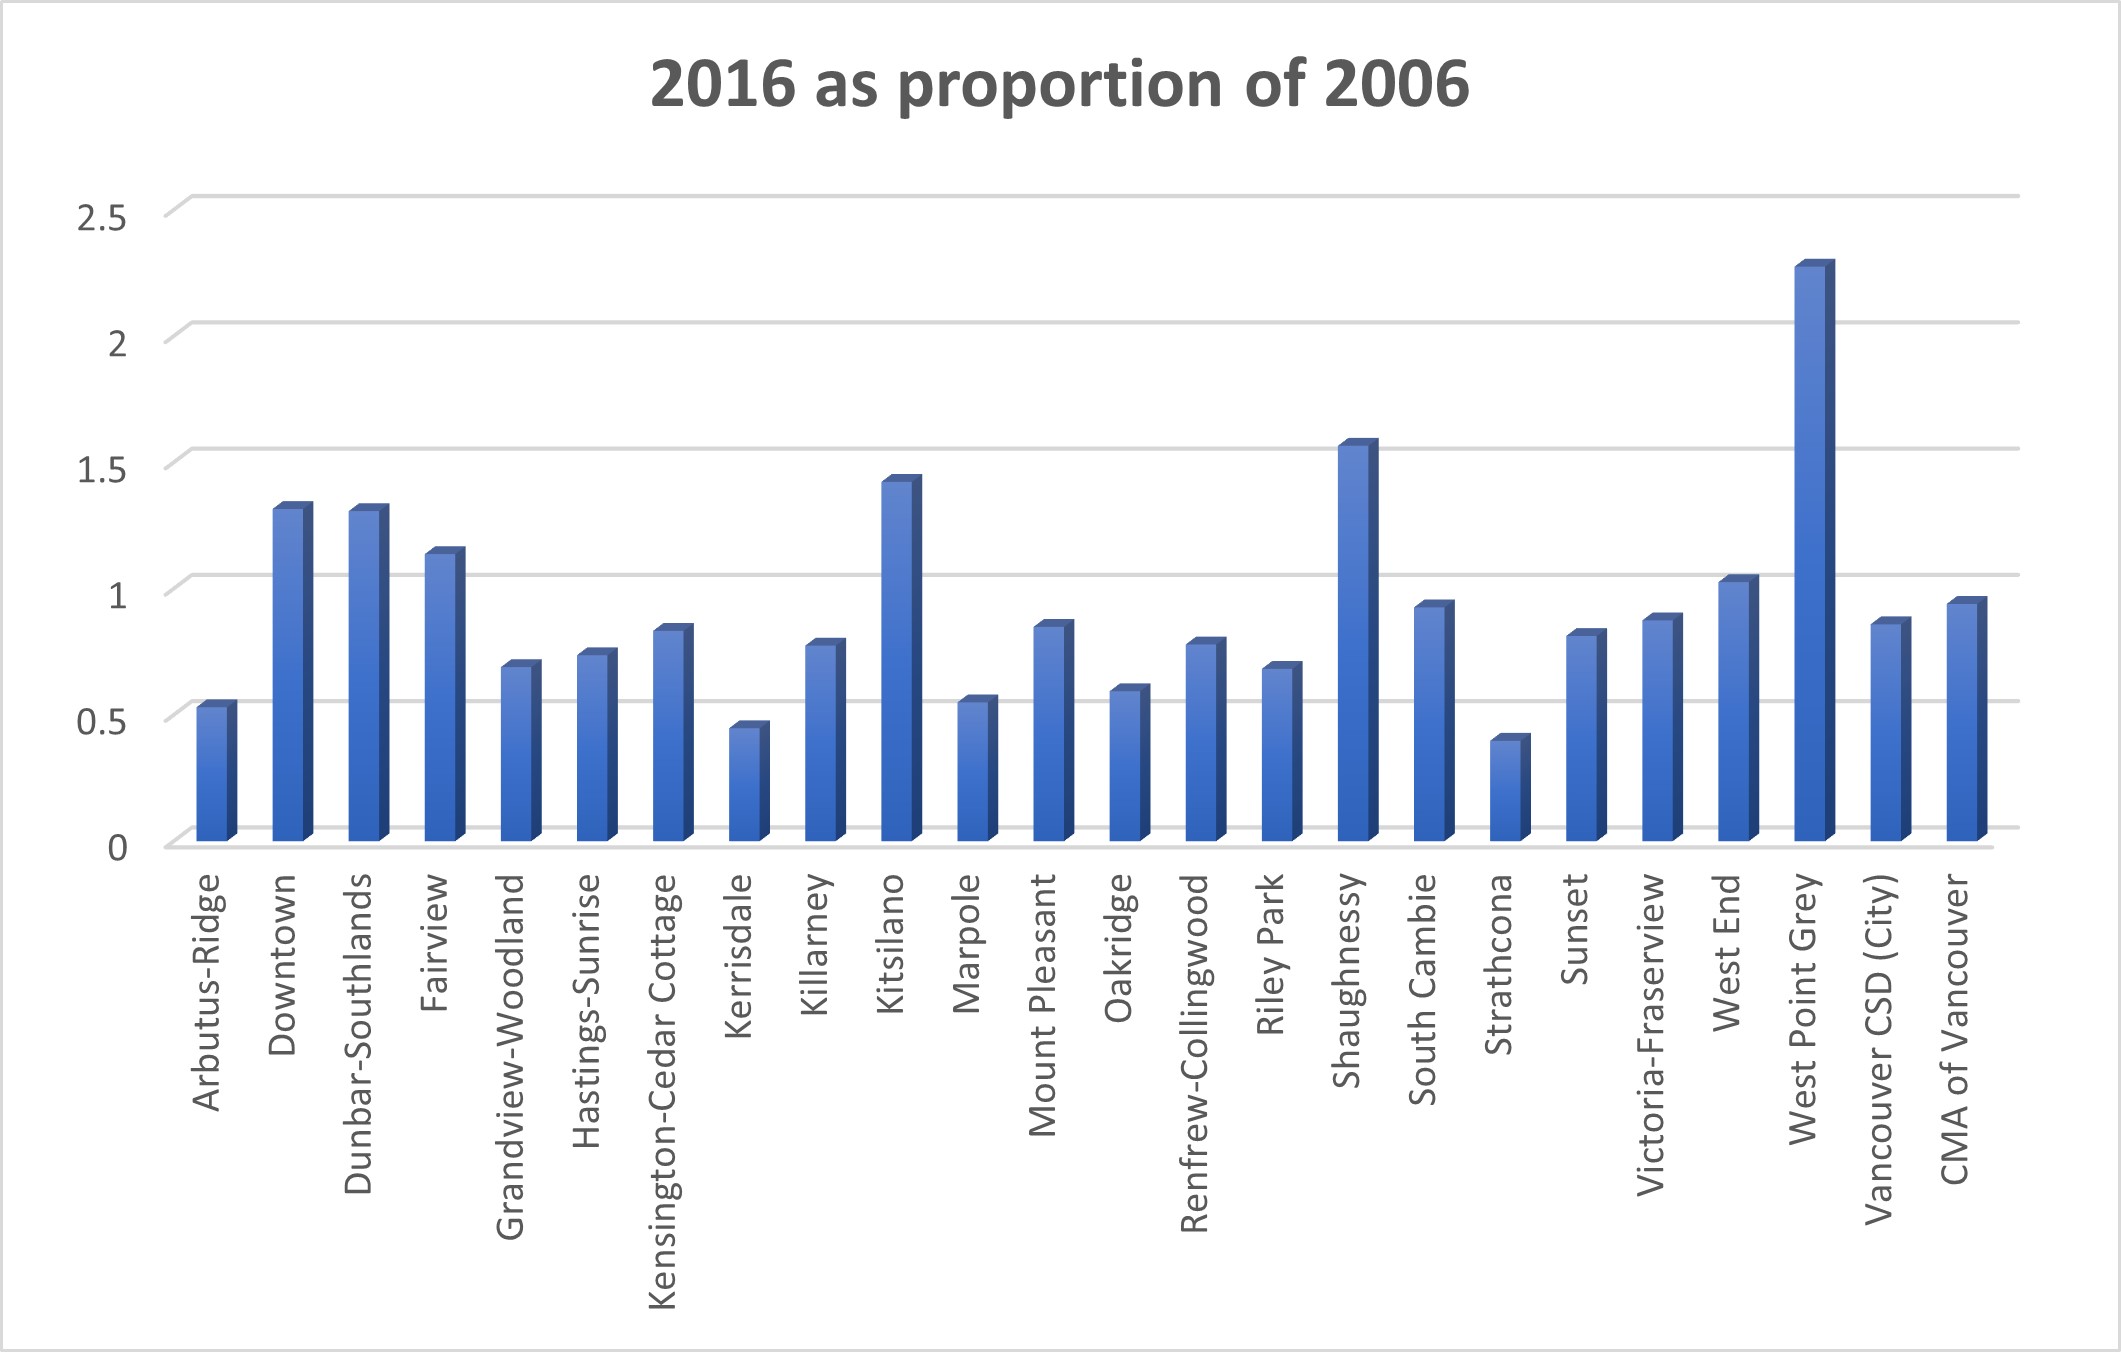 2016 as proportion of 2006
2.5
2
1.5
1
0.5
0
Arbutus-Ridge
Downtown
Dunbar-Southlands
Fairview
Grandview-Woodland
Hastings-Sunrise
Kensington-Cedar Cottage
Kerrisdale
Killarney
Kitsilano
Marpole
Mount Pleasant
Oakridge
Renfrew-Collingwood
Riley Park
Shaughnessy
South Cambie
Strathcona
Sunset
Victoria-Fraserview
West End
West Point Grey
Vancouver CSD (City)
CMA of Vancouver